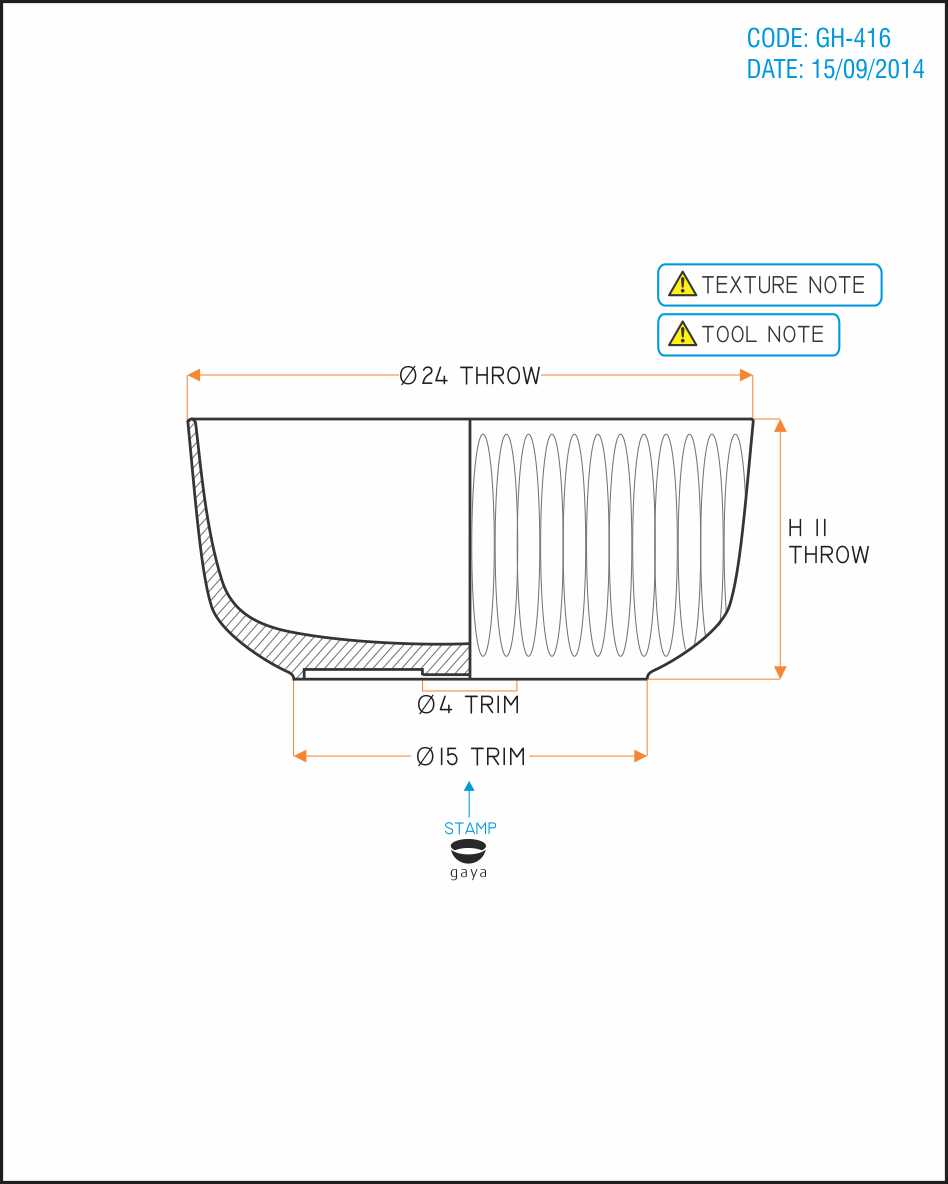 CODE: GH-416
DATE: 15/09/2014
TEXTURE NOTE
TOOL NOTE
Ø24 THROW
H 11
THROW
Ø4 TRIM
Ø15 TRIM
STAMP
gaya